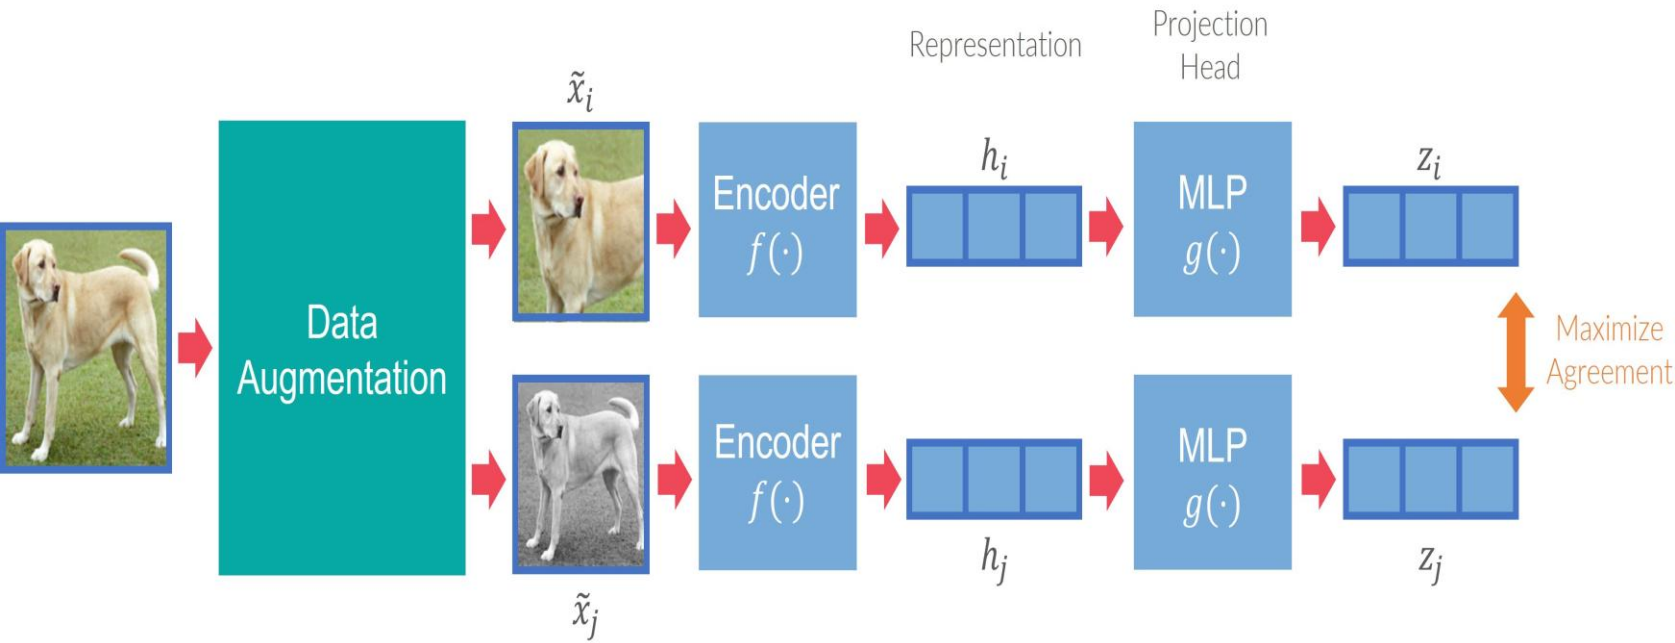 Representation
Projection
Head
x̃ᵢ
Encoder
f(·)
hᵢ
MLP
g(·)
zᵢ
Data
Augmentation
Maximize
Agreement
Encoder
f(·)
hⱼ
MLP
g(·)
zⱼ
x̃ⱼ